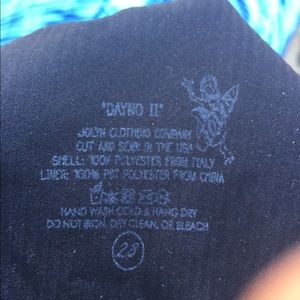 "DAYNO II"
JOLYN CLOTHING COMPANY
CUT AND SEWN IN THE USA
SHELL: 100% POLYESTER FROM ITALY
LINER: 100% PBT POLYESTER FROM CHINA
HAND WASH COLD & HANG DRY
DO NOT IRON, DRY CLEAN, OR BLEACH
28